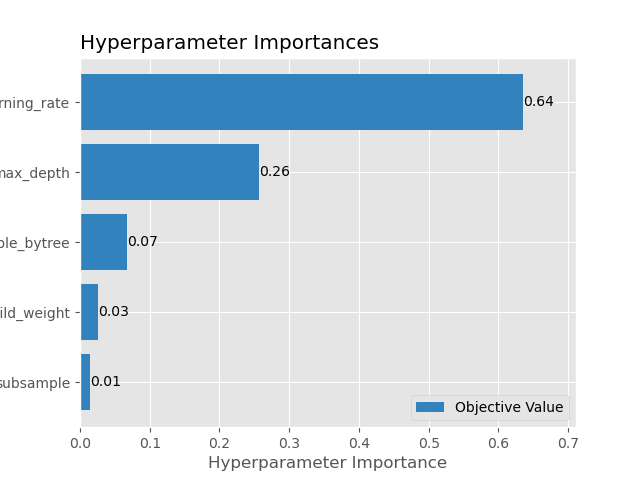 Hyperparameter Importances
rning_rate
0.64
max_depth
0.26
ple_bytree
0.07
ild_weight
0.03
subsample
0.01
Objective Value
0.0 0.1 0.2 0.3 0.4 0.5 0.6 0.7
Hyperparameter Importance